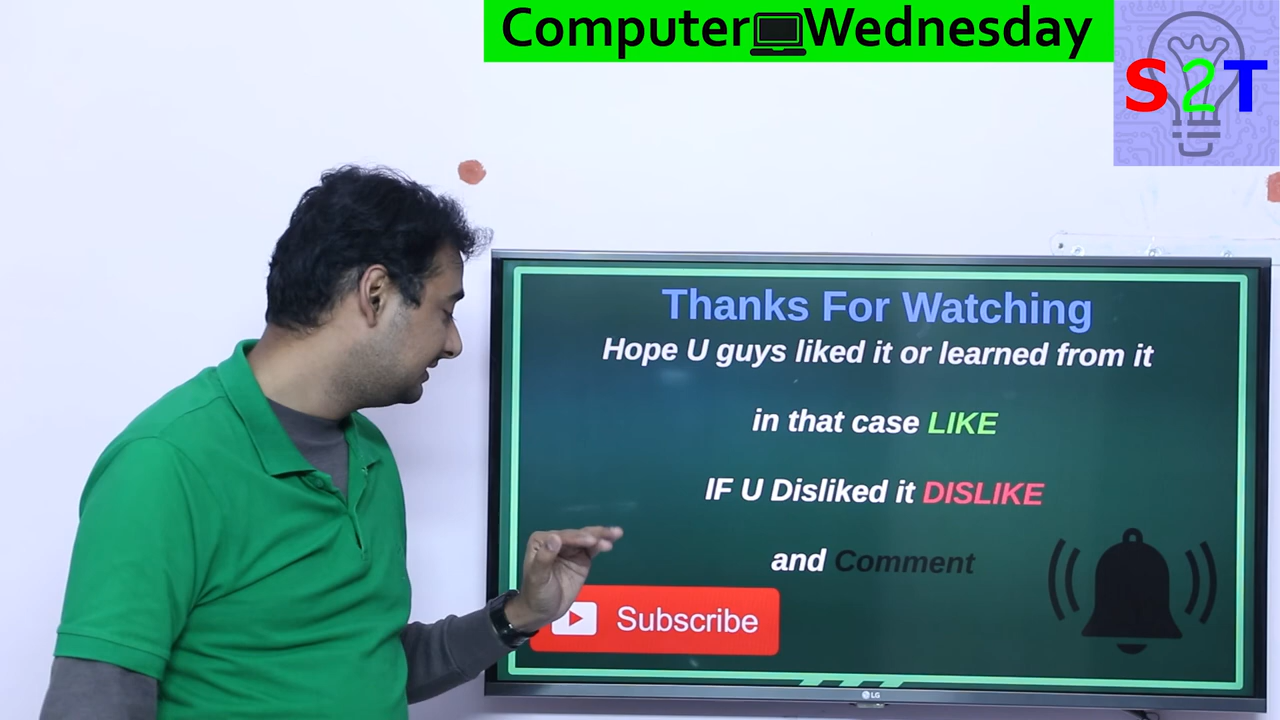 Computer Wednesday
S2T
Thanks For Watching
Hope U guys liked it or learned from it
in that case LIKE
IF U Disliked it DISLIKE
and Comment
Subscribe
LG